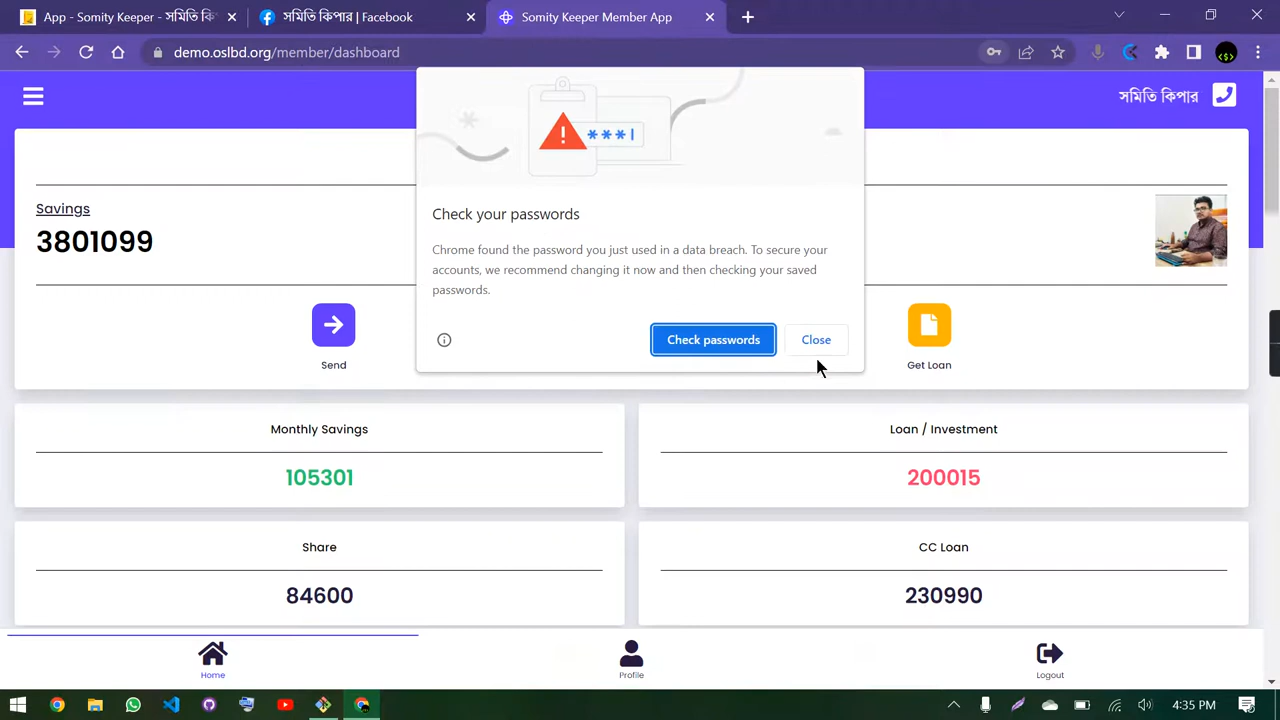 App - Somity Keeper - সমিতি কি
সমিতি কিপার | Facebook
Somity Keeper Member App
demo.oslbd.org/member/dashboard
সমিতি কিপার
Savings
3801099
***|
Check your passwords
Chrome found the password you just used in a data breach. To secure your
accounts, we recommend changing it now and then checking your saved
passwords.
Check passwords
Close
Send
Get Loan
Monthly Savings
105301
Loan / Investment
200015
Share
84600
CC Loan
230990
Home
Profile
Logout
4:35 PM